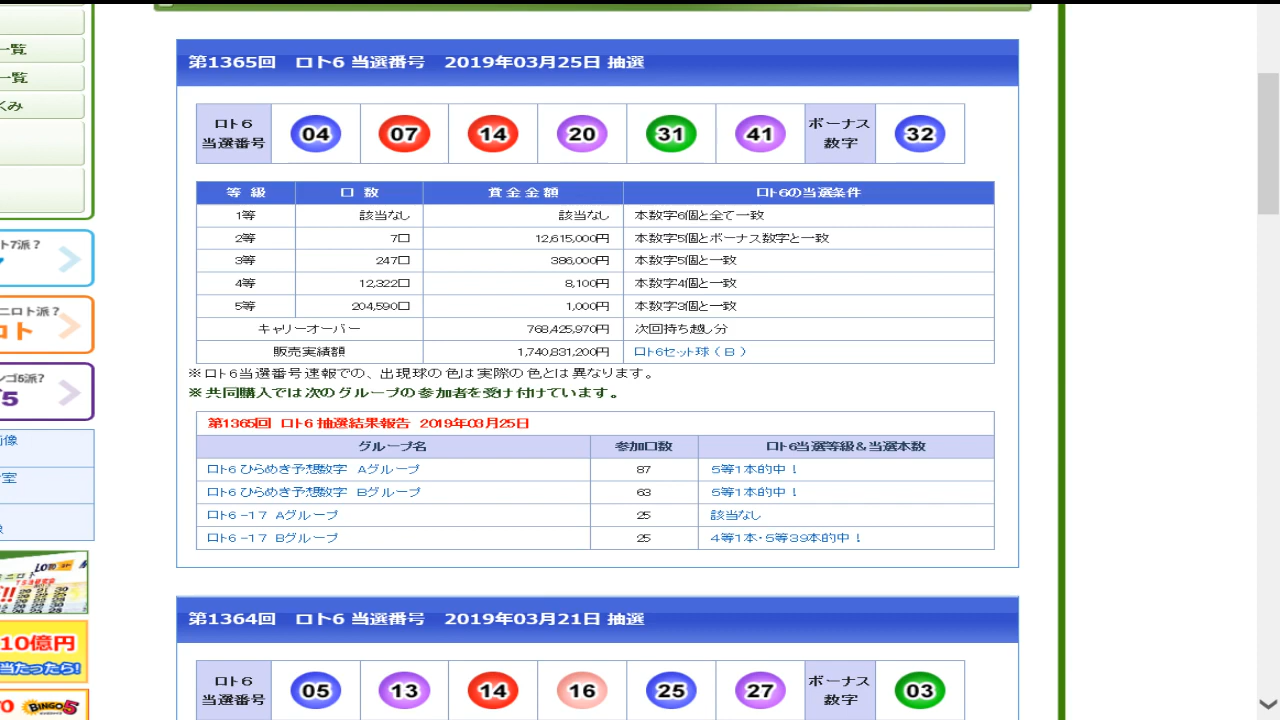 一覧
一覧
くみ
ト7派？
ニロト派？
ロト
ンゴ5派？
5
画像
室
10億円
当たったら!
BINGO5
第1365回　ロト6 当選番号　2019年03月25日 抽選
ロト6 当選番号 04 07 14 20 31 41 ボーナス数字 32
等 級 口 数 賞 金 金 額 ロト6の当選条件
1等 該当なし 該当なし 本数字6個と全て一致
2等 7口 12,615,000円 本数字5個とボーナス数字と一致
3等 247口 386,000円 本数字5個と一致
4等 12,322口 8,100円 本数字4個と一致
5等 204,590口 1,000円 本数字3個と一致
キャリーオーバー 768,425,970円 次回持ち越し分
販売実績額 1,740,831,200円 ロト6セット球（B）
※ロト6当選番号速報での、出現球の色は実際の色とは異なります。
※共同購入では次のグループの参加者を受け付けています。
第1365回　ロト6 抽選結果報告　2019年03月25日
グループ名 参加口数 ロト6当選等級＆当選本数
ロト6 ひらめき予想数字　Aグループ 87 5等1本的中！
ロト6 ひらめき予想数字　Bグループ 63 5等1本的中！
ロト6 −17　Aグループ 25 該当なし
ロト6 −17　Bグループ 25 4等1本・5等39本的中！
第1364回　ロト6 当選番号　2019年03月21日 抽選
ロト6 当選番号 05 13 14 16 25 27 ボーナス数字 03